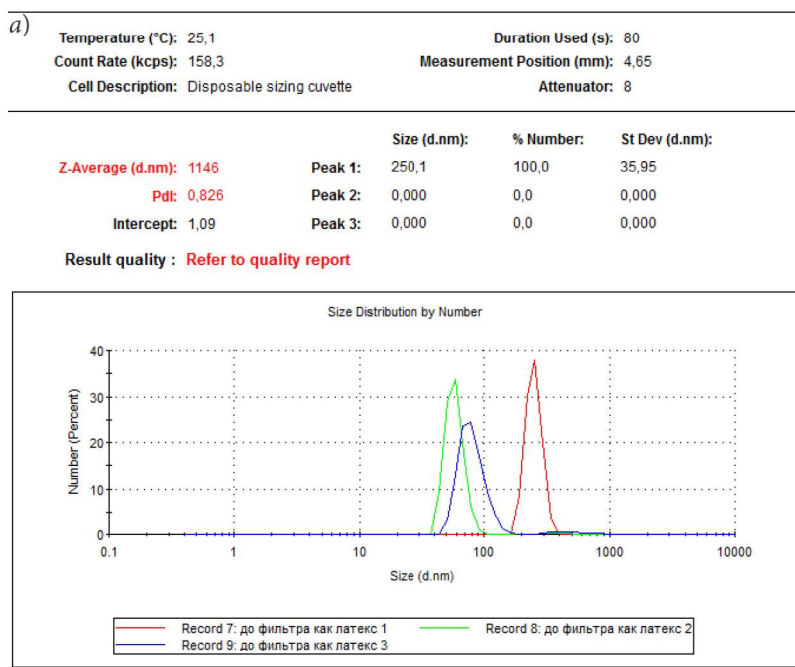 a)
Temperature (°C): 25,1 Duration Used (s): 80
Count Rate (kcps): 158,3 Measurement Position (mm): 4,65
Cell Description: Disposable sizing cuvette Attenuator: 8
Size (d.nm): % Number: St Dev (d.nm):
Z-Average (d.nm): 1146 Peak 1: 250,1 100,0 35,95
PdI: 0,826 Peak 2: 0,000 0,0 0,000
Intercept: 1,09 Peak 3: 0,000 0,0 0,000
Result quality : Refer to quality report
Size Distribution by Number
40
30
20
10
0
Number (Percent)
0.1 1 10 100 1000 10000
Size (d.nm)
Record 7: до фильтра как латекс 1 Record 8: до фильтра как латекс 2
Record 9: до фильтра как латекс 3